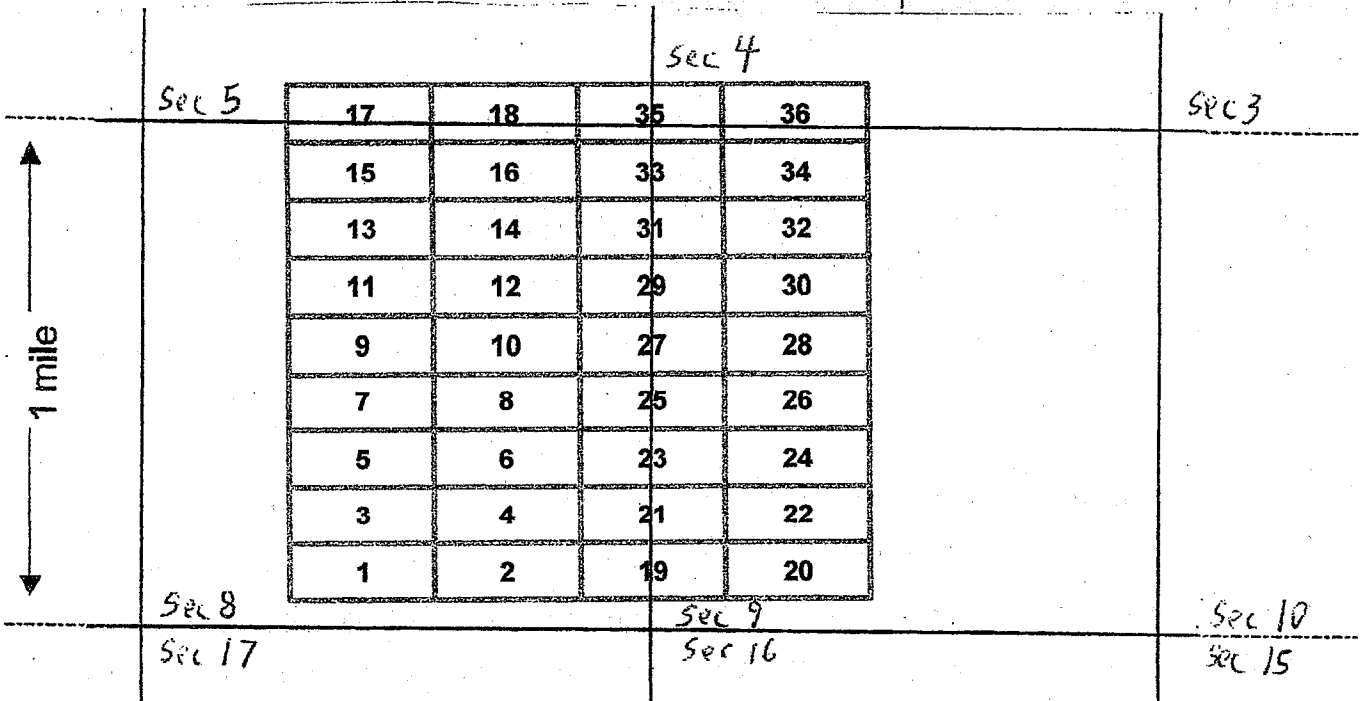 Sec 4
Sec 5 17 18 35 36 Sec 3
15 16 33 34
13 14 31 32
11 12 29 30
1 mile
9 10 27 28
7 8 25 26
5 6 23 24
3 4 21 22
1 2 19 20
Sec 8 Sec 9 Sec 10
Sec 17 Sec 16 Sec 15